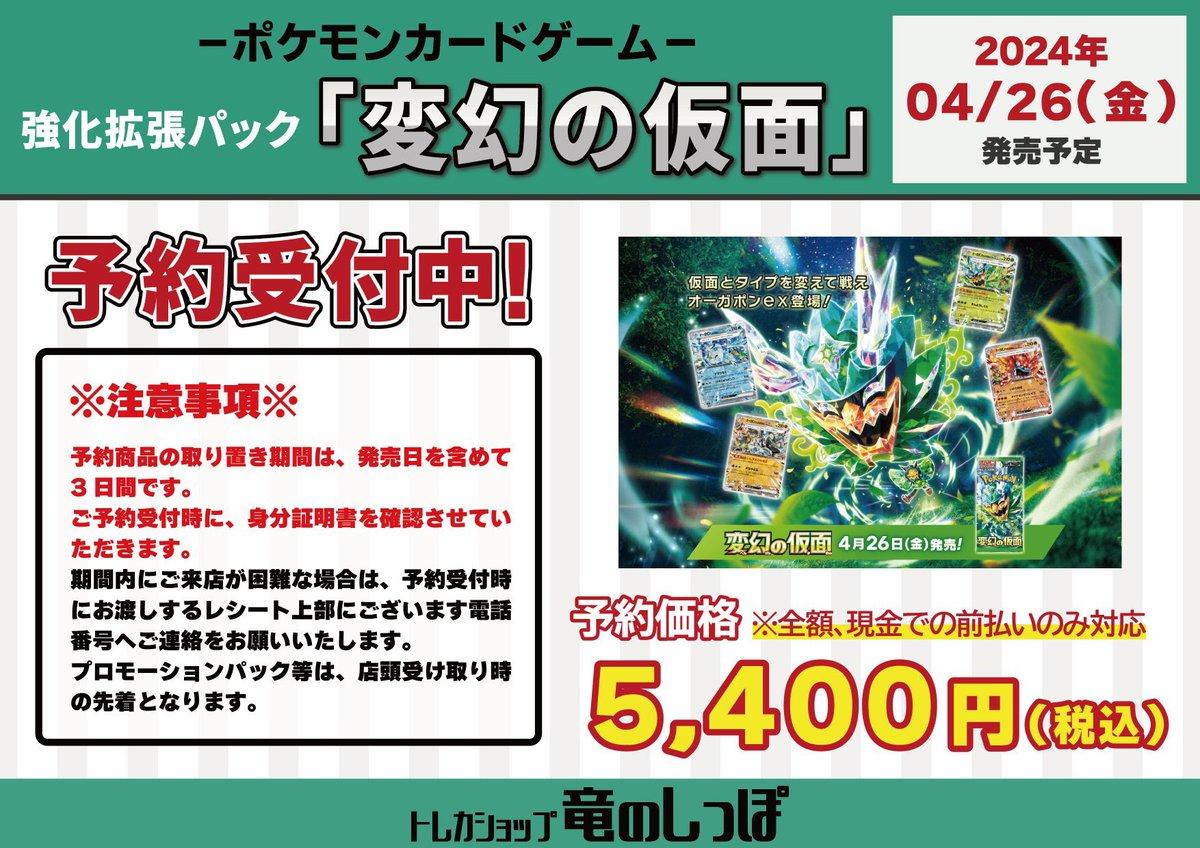 −ポケモンカードゲーム−
強化拡張パック「変幻の仮面」
2024年
04/26(金)
発売予定
予約受付中!
※注意事項※
予約商品の取り置き期間は、発売日を含めて
3日間です。
ご予約受付時に、身分証明書を確認させてい
ただきます。
期間内にご来店が困難な場合は、予約受付時
にお渡しするレシート上部にございます電話
番号へご連絡をお願いいたします。
プロモーションパック等は、店頭受け取り時
の先着となります。
仮面とタイプを変えて戦え
オーガポンex登場!
POKÉMON
変幻の仮面
変幻の仮面 4月26日(金)発売!
予約価格 ※全額、現金での前払いのみ対応
5,400円(税込)
トレカショップ 竜のしっぽ